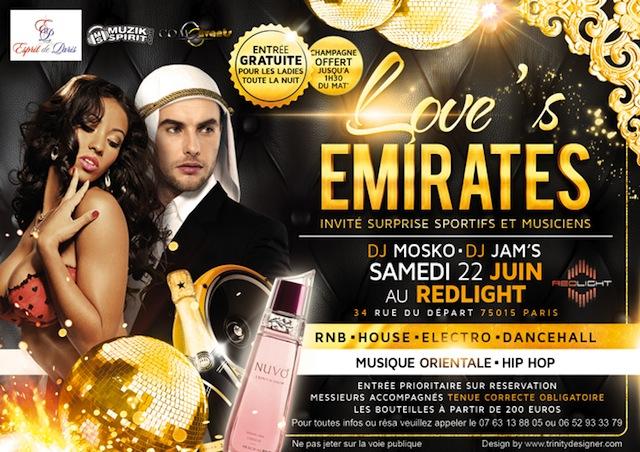 Esprit de Paris
MUZIK
SPIRIT
ENTRÉE
GRATUITE
POUR LES LADIES
TOUTE LA NUIT
CHAMPAGNE
OFFERT
JUSQU'A
1H30
DU MAT'
Love's
EMIRATES
INVITÉ SURPRISE SPORTIFS ET MUSICIENS
DJ MOSKO • DJ JAM'S
SAMEDI 22 JUIN
AU REDLIGHT
REDLIGHT
34 RUE DU DÉPART 75015 PARIS
RNB • HOUSE • ELECTRO • DANCEHALL
MUSIQUE ORIENTALE • HIP HOP
NUVO
ENTRÉE PRIORITAIRE SUR RESERVATION
MESSIEURS ACCOMPAGNÉS TENUE CORRECTE OBLIGATOIRE
LES BOUTEILLES À PARTIR DE 200 EUROS
Pour toutes infos ou résa veuillez appeler le 07 63 13 88 05 ou 06 52 93 33 79
Ne pas jeter sur la voie publique
Design by www.trinitydesigner.com